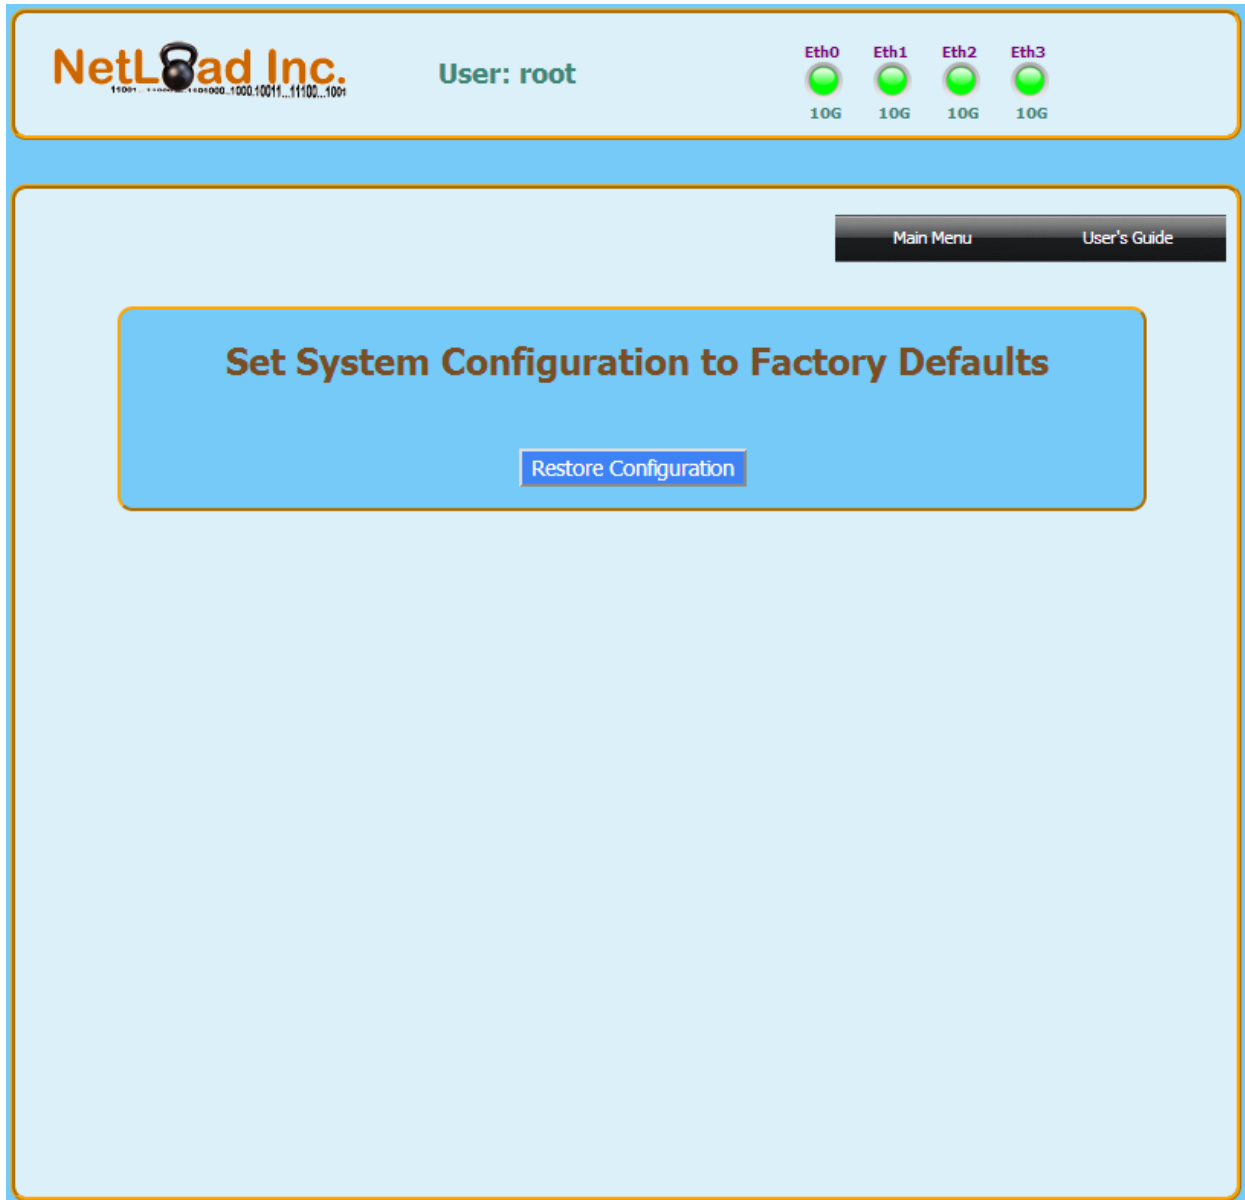 NetLoad Inc.
User: root
Eth0 Eth1 Eth2 Eth3
10G 10G 10G 10G
Main Menu User's Guide
Set System Configuration to Factory Defaults
Restore Configuration